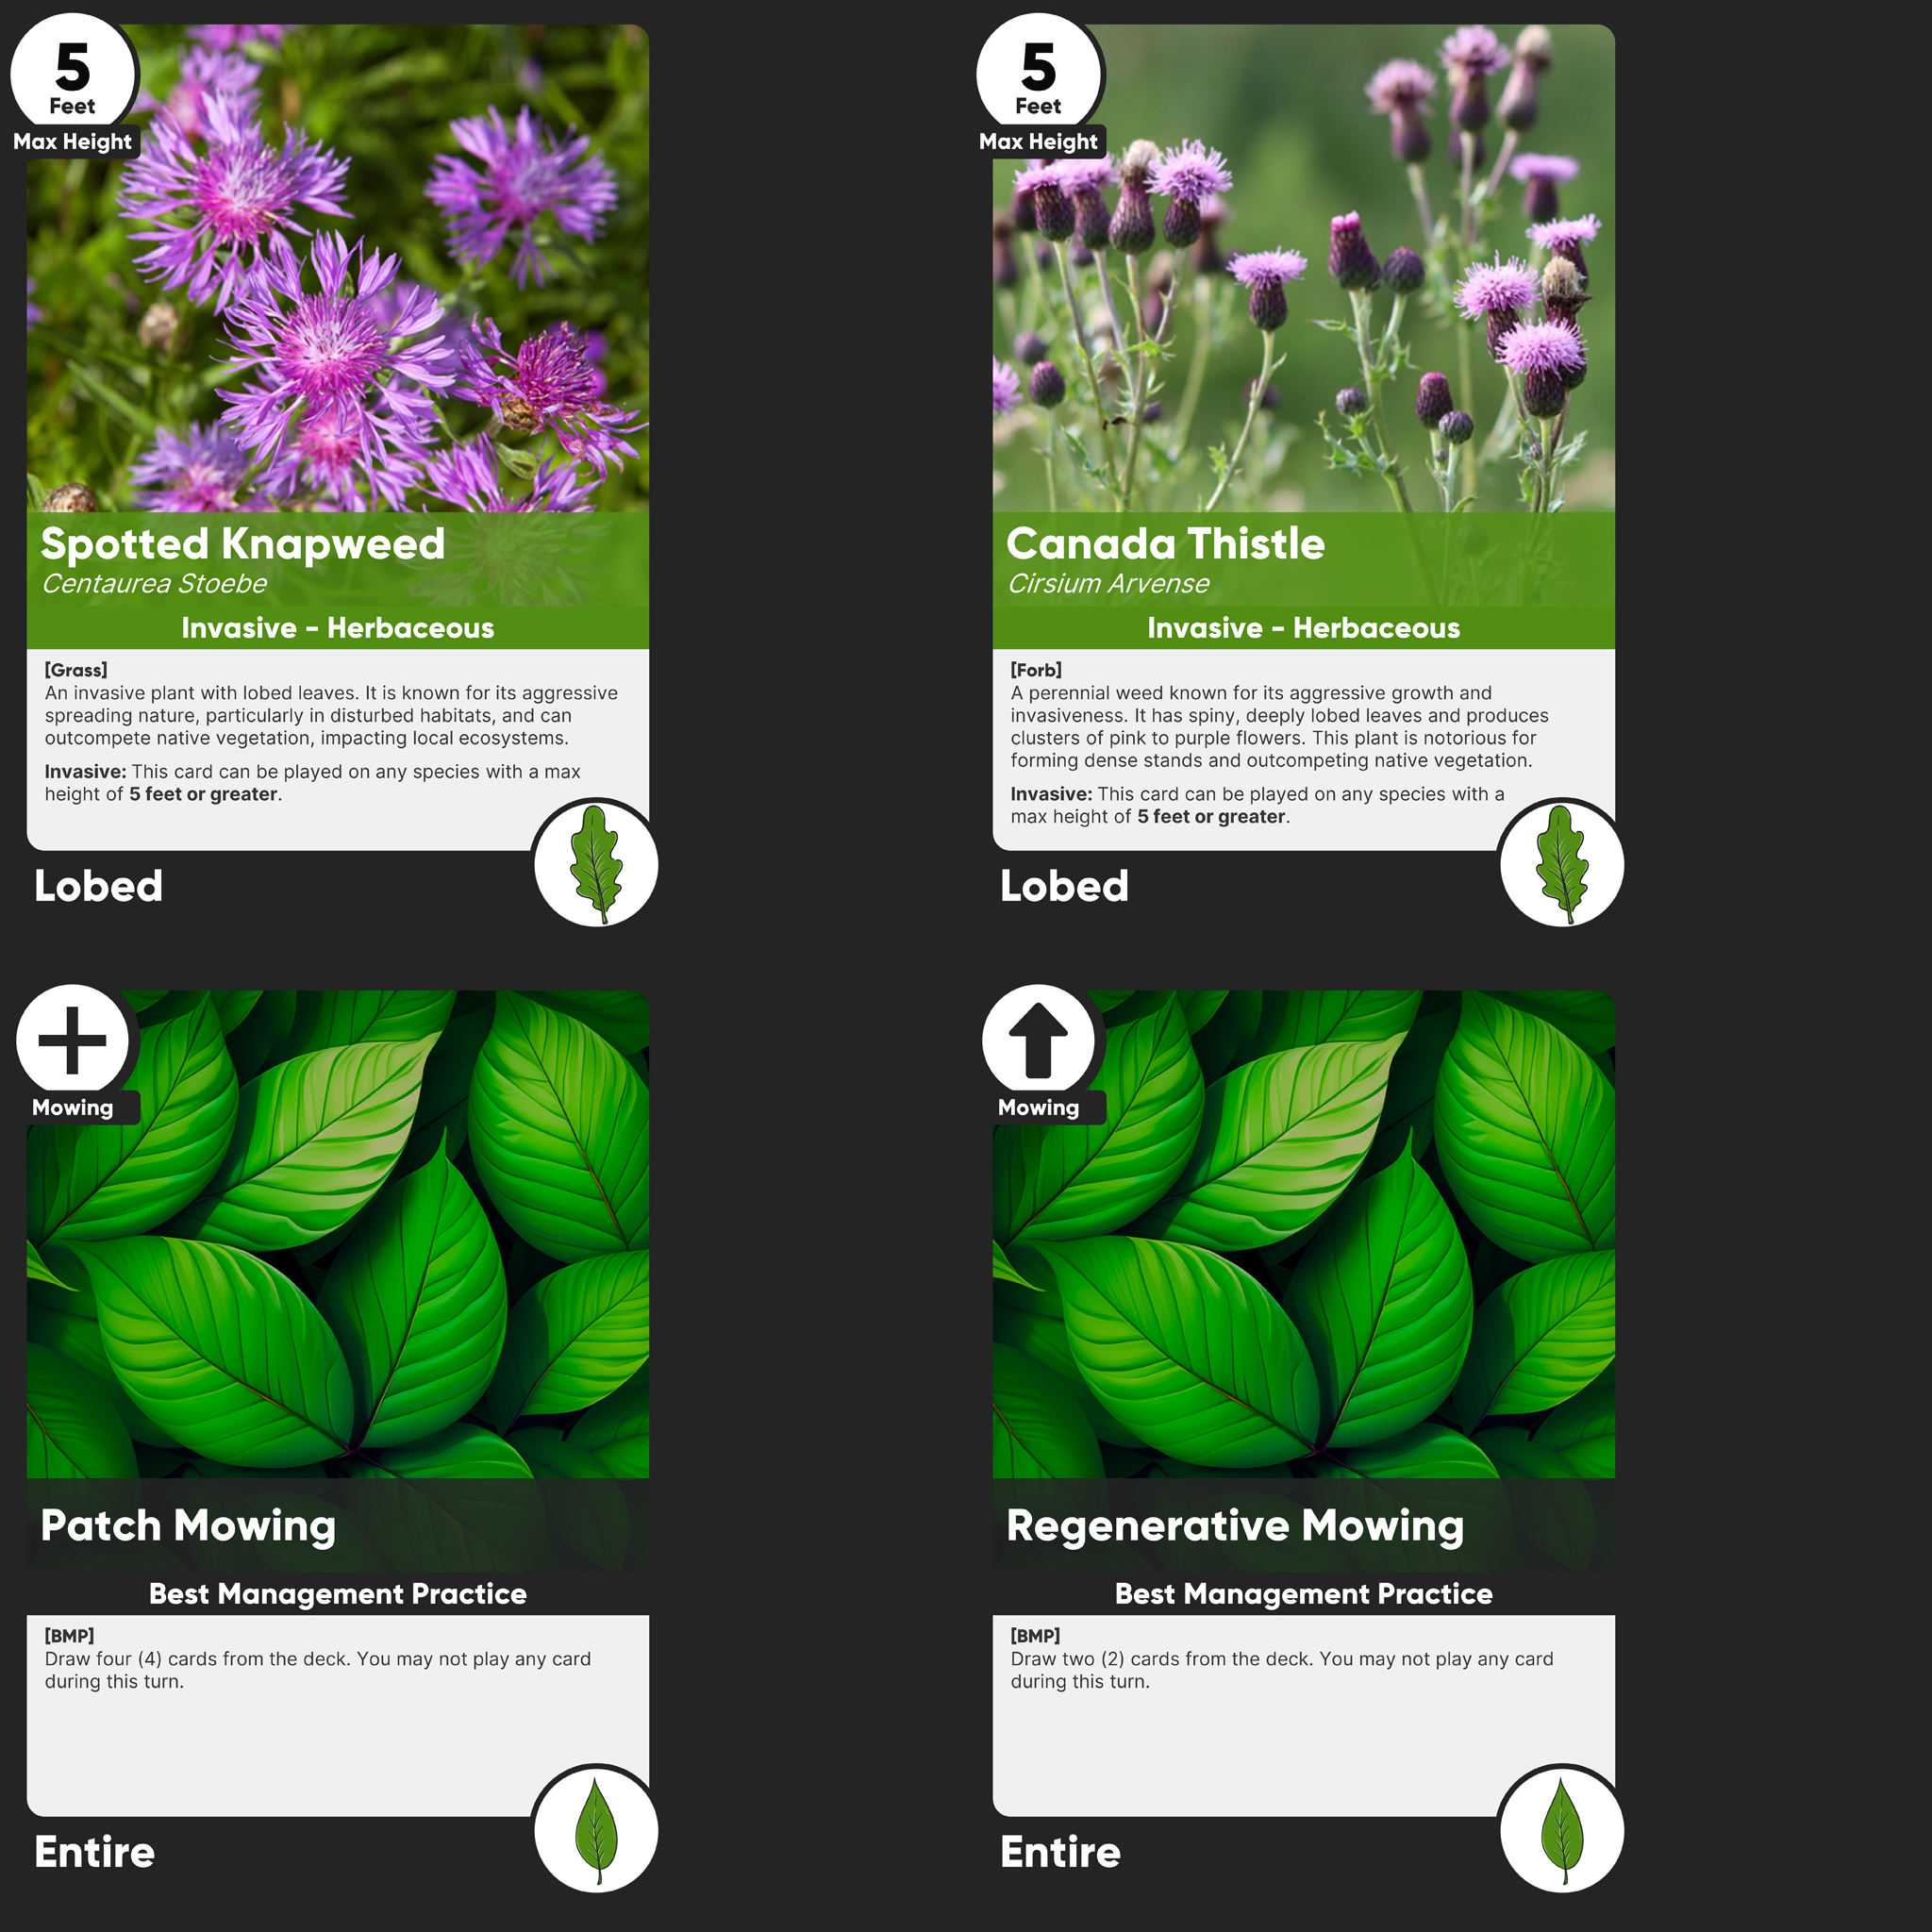 5
Feet
Max Height
Spotted Knapweed
Centaurea Stoebe
Invasive - Herbaceous
[Grass]
An invasive plant with lobed leaves. It is known for its aggressive
spreading nature, particularly in disturbed habitats, and can
outcompete native vegetation, impacting local ecosystems.
Invasive: This card can be played on any species with a max
height of 5 feet or greater.
Lobed
5
Feet
Max Height
Canada Thistle
Cirsium Arvense
Invasive - Herbaceous
[Forb]
A perennial weed known for its aggressive growth and
invasiveness. It has spiny, deeply lobed leaves and produces
clusters of pink to purple flowers. This plant is notorious for
forming dense stands and outcompeting native vegetation.
Invasive: This card can be played on any species with a
max height of 5 feet or greater.
Lobed
Mowing
Patch Mowing
Best Management Practice
[BMP]
Draw four (4) cards from the deck. You may not play any card
during this turn.
Entire
Mowing
Regenerative Mowing
Best Management Practice
[BMP]
Draw two (2) cards from the deck. You may not play any card
during this turn.
Entire